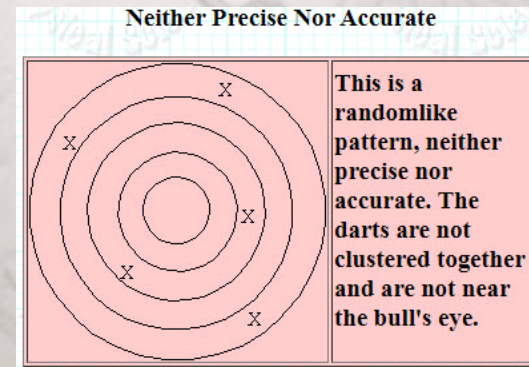 Neither Precise Nor Accurate
X
X
X
X
X
This is a
randomlike
pattern, neither
precise nor
accurate. The
darts are not
clustered together
and are not near
the bull's eye.